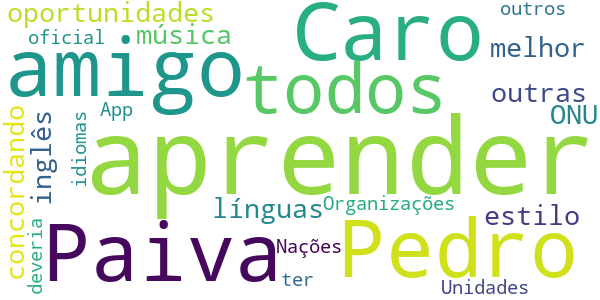 oportunidades
outros
Caro
oficial
música
melhor
amigo
todos
outras
App
ONU
concordando
inglês
idiomas
aprender
línguas
Organizações
estilo
deveria
Paiva
Nações
Pedro
ter
Unidades